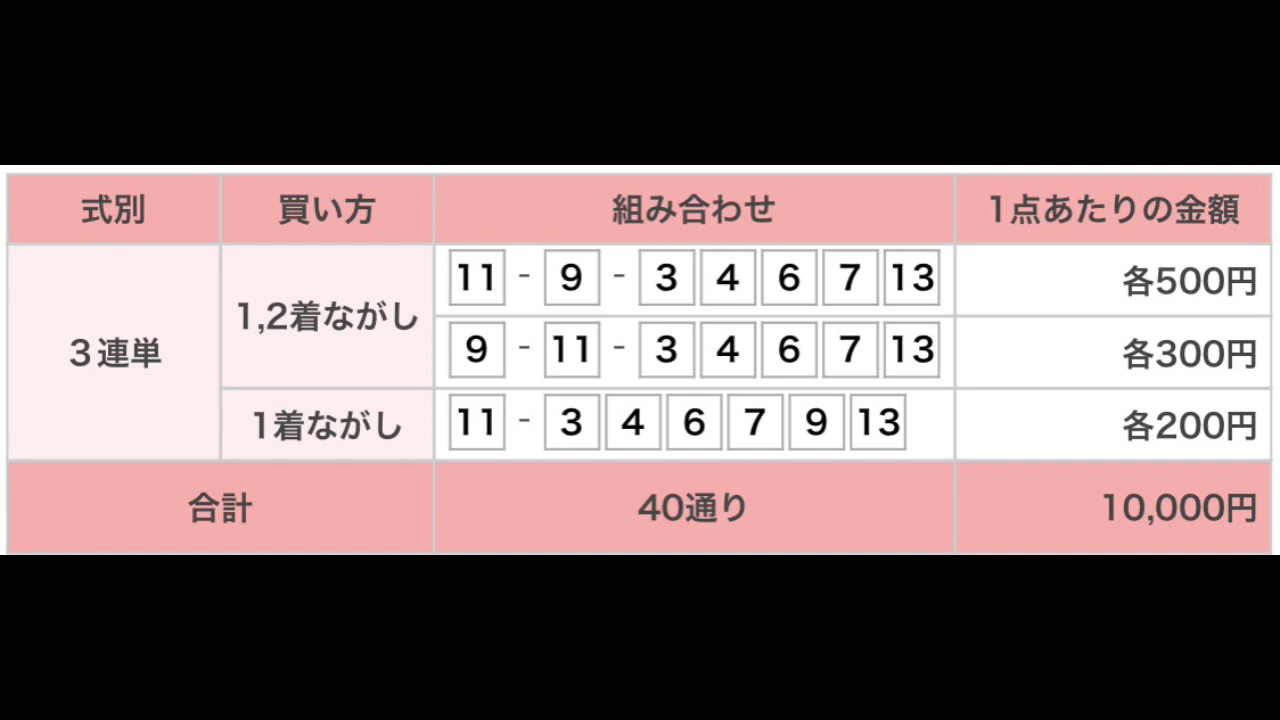 式別 買い方 組み合わせ 1点あたりの金額
3連単 1,2着ながし 11 - 9 - 3 4 6 7 13 各500円
9 - 11 - 3 4 6 7 13 各300円
1着ながし 11 - 3 4 6 7 9 13 各200円
合計 40通り 10,000円